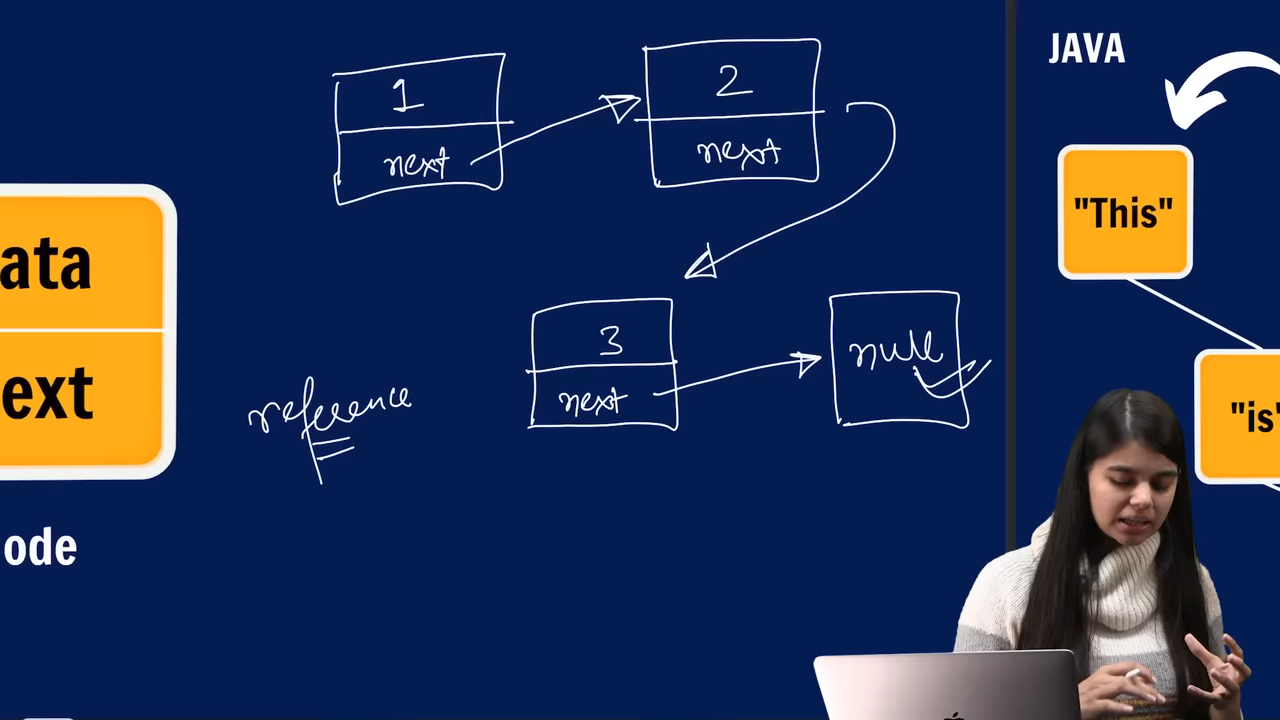 ata
ext
ode
1
next
2
next
3
next
null
reference
JAVA
"This"
"is"